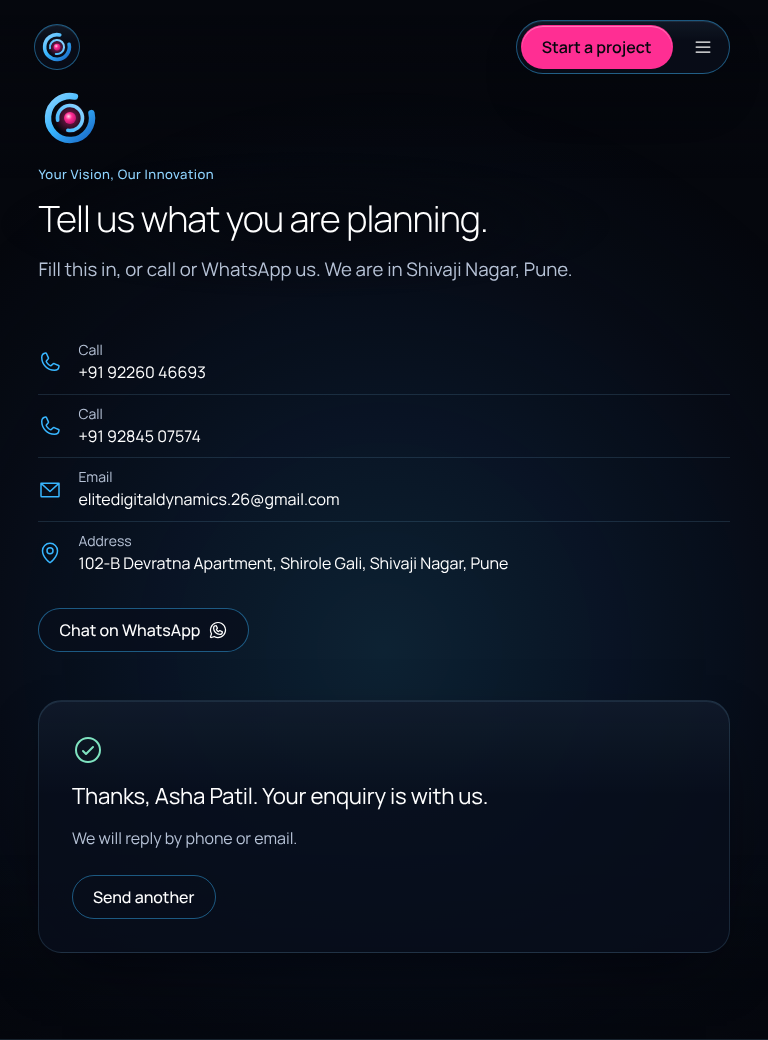 Start a project
Your Vision, Our Innovation
Tell us what you are planning.
Fill this in, or call or WhatsApp us. We are in Shivaji Nagar, Pune.
Call
+91 92260 46693
Call
+91 92845 07574
Email
elitedigitaldynamics.26@gmail.com
Address
102-B Devratna Apartment, Shirole Gali, Shivaji Nagar, Pune
Chat on WhatsApp
Thanks, Asha Patil. Your enquiry is with us.
We will reply by phone or email.
Send another